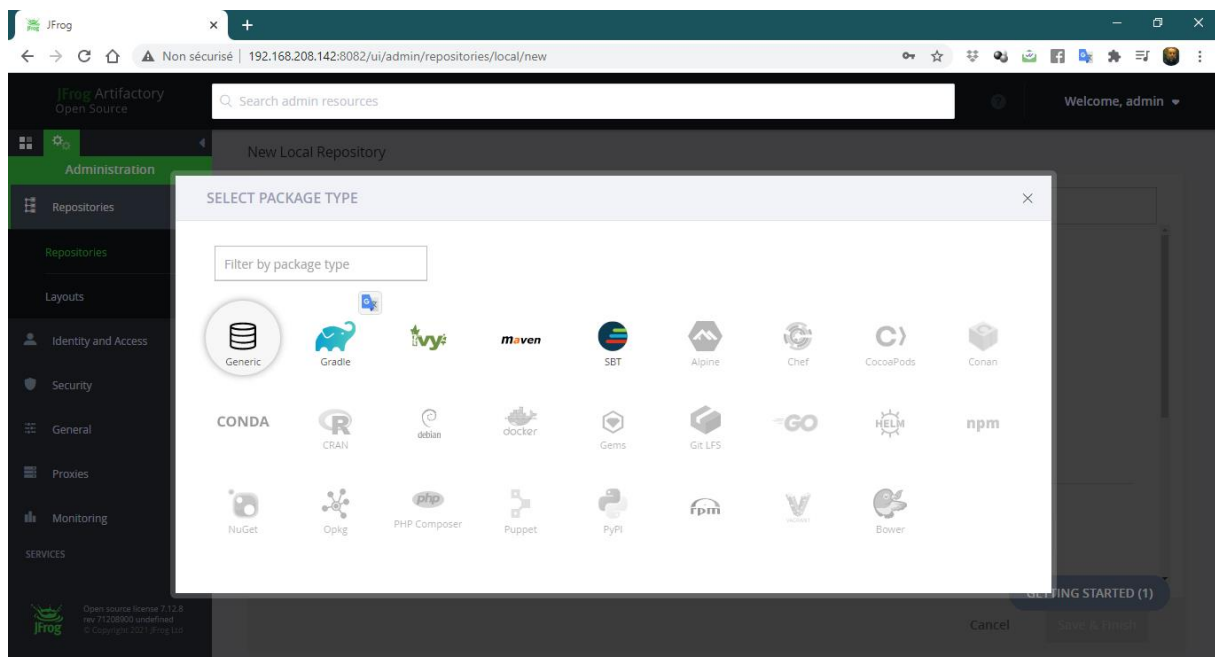 JFrog
Non sécurisé | 192.168.208.142:8082/ui/admin/repositories/local/new
JFrog Artifactory
Open Source
Search admin resources
Welcome, admin
Administration
New Local Repository
Repositories
SELECT PACKAGE TYPE
Repositories
Filter by package type
Layouts
Identity and Access
Generic
Gradle
ivy
maven
SBT
Alpine
Chef
CocoaPods
Conan
Security
General
CONDA
CRAN
debian
docker
Gems
Git LFS
GO
HELM
npm
Proxies
Monitoring
NuGet
Opkg
php
PHP Composer
Puppet
PyPI
rpm
Bower
SERVICES
GETTING STARTED (1)
JFrog
Open source license 7.12.8
rev 71208900 undefined
© Copyright 2021 JFrog Ltd
Cancel
Save & Finish